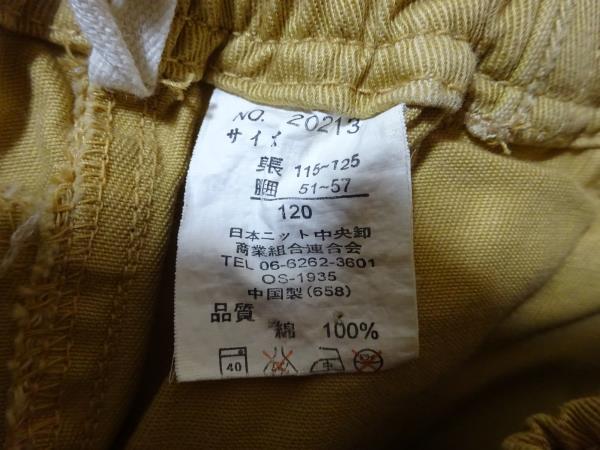 NO. 20213
サイズ
身長 115~125
胴囲 51~57
120
日本ニット中央卸
商業組合連合会
TEL 06-6262-3601
OS-1935
中国製(658)
品質
綿 100%
40 中